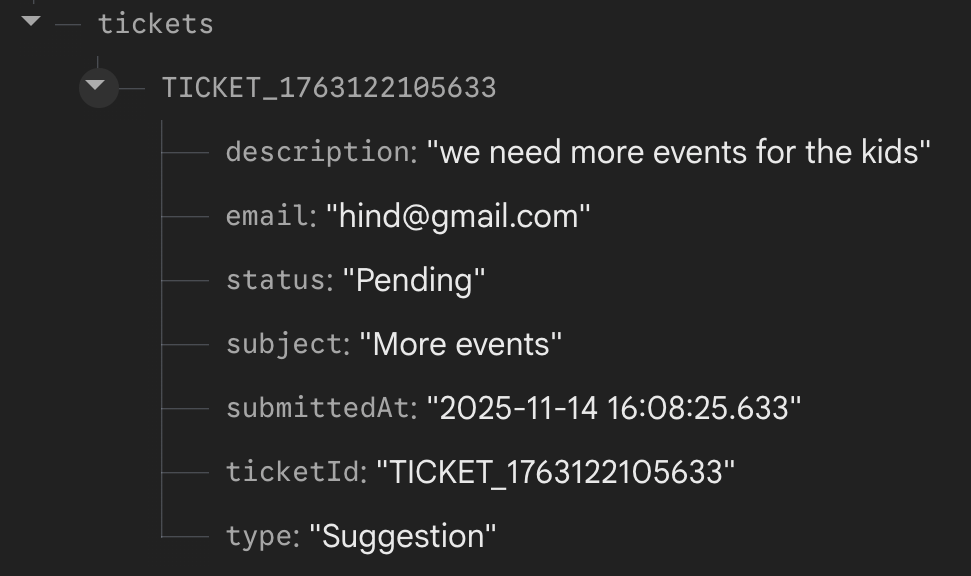 tickets
TICKET_1763122105633
description: "we need more events for the kids"
email: "hind@gmail.com"
status: "Pending"
subject: "More events"
submittedAt: "2025-11-14 16:08:25.633"
ticketId: "TICKET_1763122105633"
type: "Suggestion"